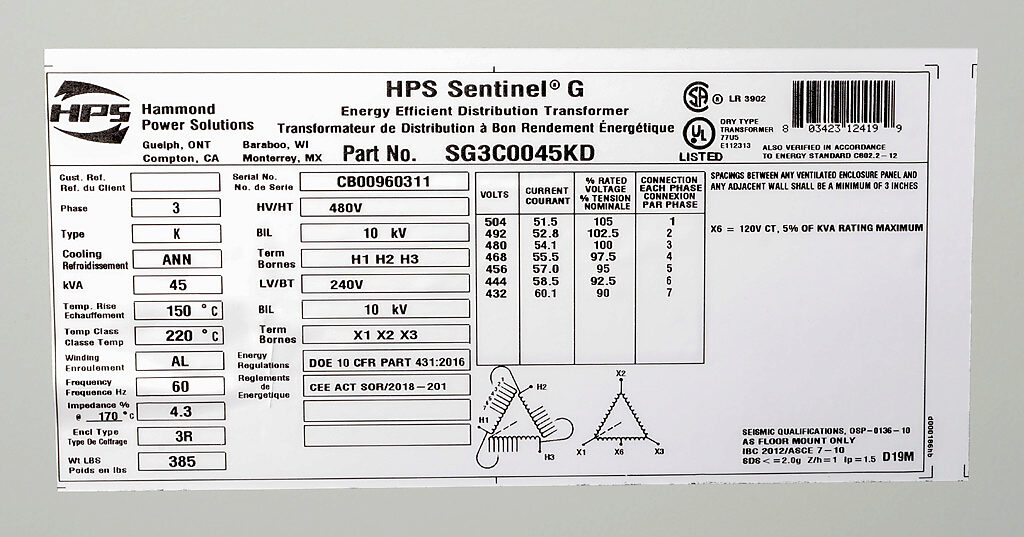 HPS
Hammond
Power Solutions
Guelph, ONT Baraboo, WI
Compton, CA Monterrey, MX
HPS Sentinel® G
Energy Efficient Distribution Transformer
Transformateur de Distribution à Bon Rendement Énergétique
Part No. SG3C0045KD
SA ® LR 3902
UL ®
LISTED
DRY TYPE
TRANSFORMER
77U5
E112313
8 03423 12419 9
ALSO VERIFIED IN ACCORDANCE
TO ENERGY STANDARD C802.2-12
Cust. Ref.
Ref. du Client
Serial No.
No. de Serie CB00960311
Phase 3 HV/HT 480V
Type K BIL 10 kV
Cooling
Refroidissement ANN
Term
Bornes H1 H2 H3
kVA 45 LV/BT 240V
Temp. Rise
Echauffement 150 °C BIL 10 kV
Temp Class
Classe Temp 220 °C
Term
Bornes X1 X2 X3
Winding
Enroulement AL
Energy
Regulations DOE 10 CFR PART 431:2016
Frequency
Frequence Hz 60
Reglements
de
Energetique CEE ACT SOR/2018-201
Impedance %
@ 170 °C 4.3
Encl Type
Type De Coffrage 3R
Wt LBS
Poids en lbs 385
VOLTS
CURRENT
COURANT
% RATED
VOLTAGE
% TENSION
NOMINALE
CONNECTION
EACH PHASE
CONNEXION
PAR PHASE
504 51.5 105 1
492 52.8 102.5 2
480 54.1 100 3
468 55.5 97.5 4
456 57.0 95 5
444 58.5 92.5 6
432 60.1 90 7
H2
H1
H3
X2
X1 X6 X3
SPACINGS BETWEEN ANY VENTILATED ENCLOSURE PANEL AND
ANY ADJACENT WALL SHALL BE A MINIMUM OF 3 INCHES
X6 = 120V CT, 5% OF KVA RATING MAXIMUM
SEISMIC QUALIFICATIONS, OSP-0136-10
AS FLOOR MOUNT ONLY
IBC 2012/ASCE 7-10
SDS <=2.0g Z/h=1 Ip=1.5 D19M